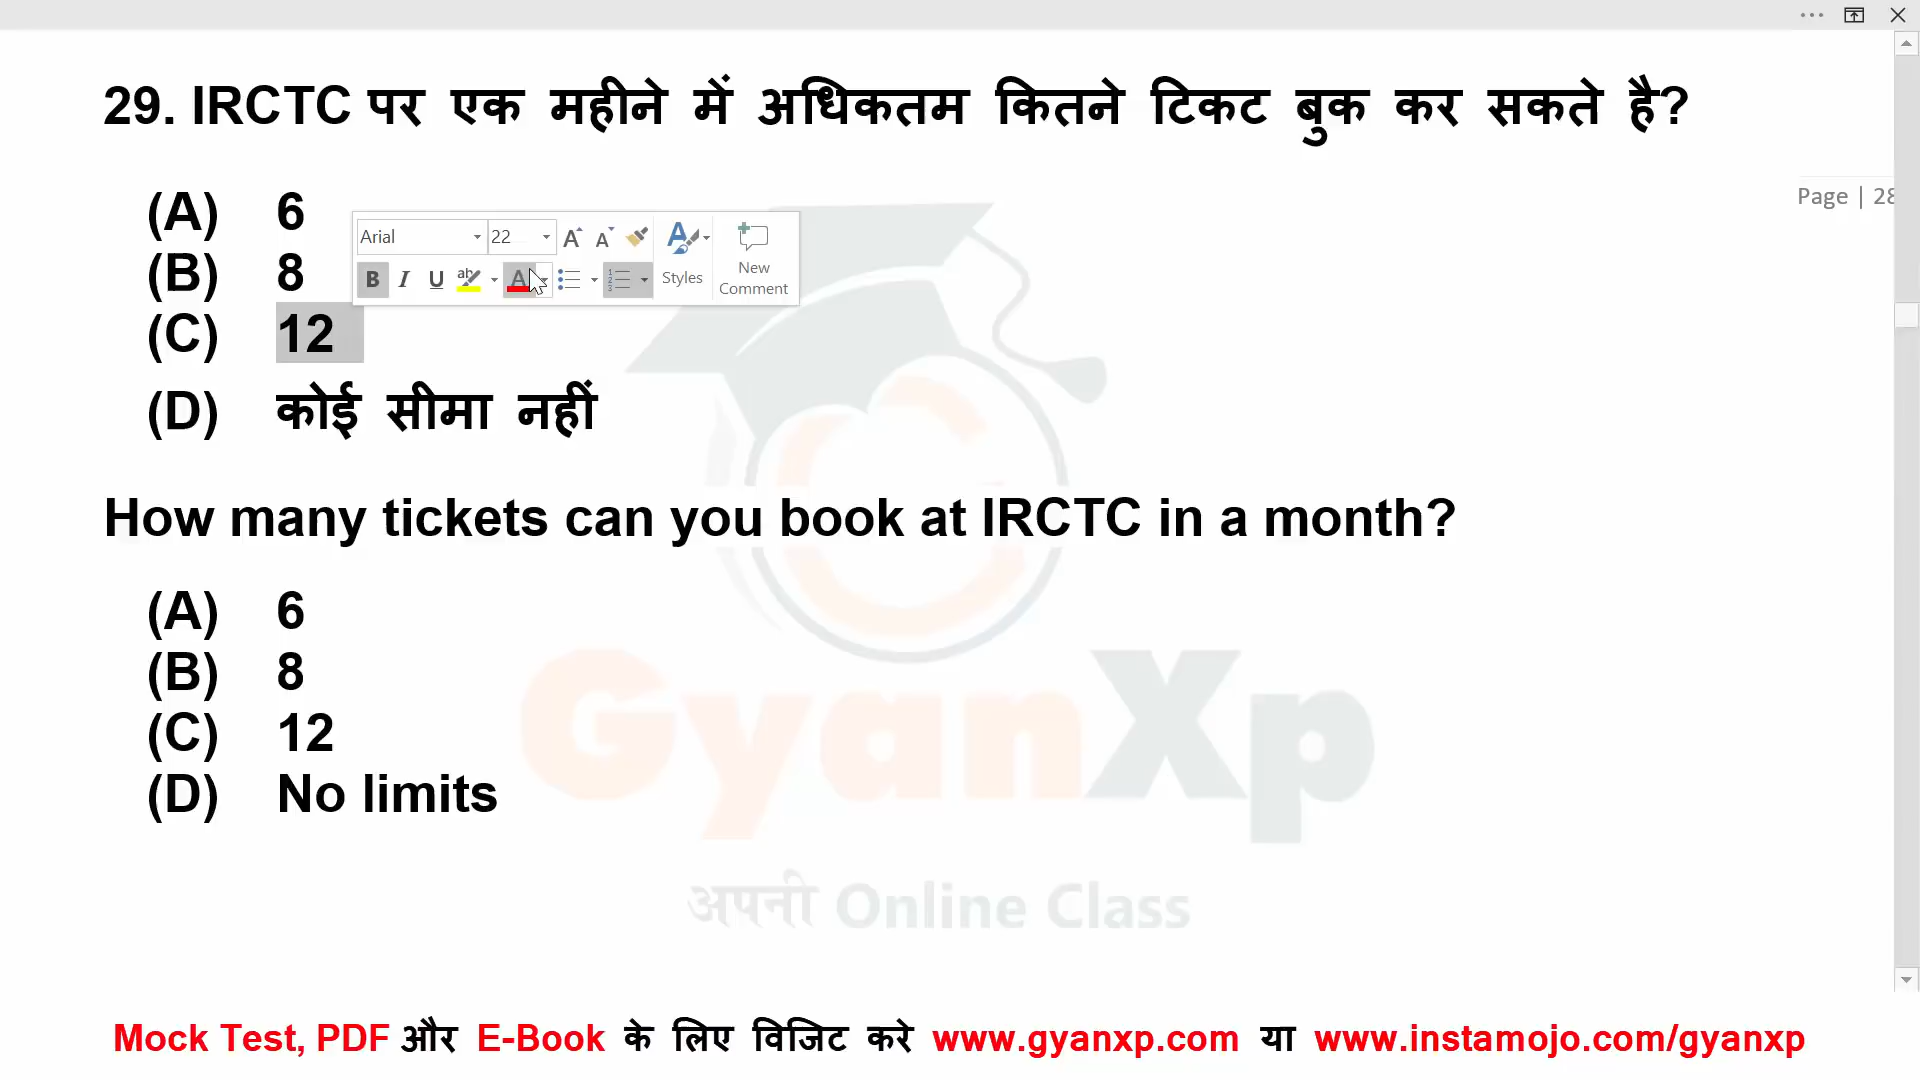 29. IRCTC पर एक महीने में अधिकतम कितने टिकट बुक कर सकते है?
Page | 28
(A) 6
(B) 8
(C) 12
(D) कोई सीमा नहीं
Arial 22
Styles
New Comment
How many tickets can you book at IRCTC in a month?
(A) 6
(B) 8
(C) 12
(D) No limits
GyanXp
अपनी Online Class
Mock Test, PDF और E-Book के लिए विजिट करे www.gyanxp.com या www.instamojo.com/gyanxp